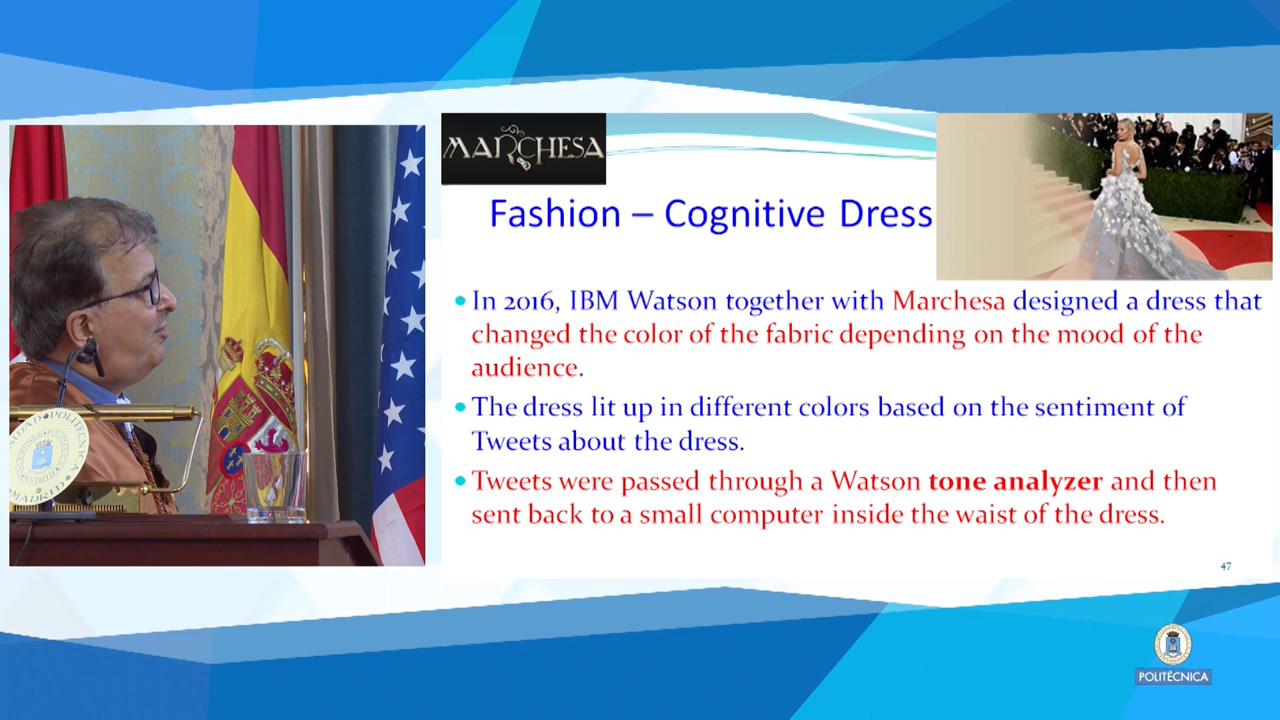 MARCHESA
Fashion – Cognitive Dress
• In 2016, IBM Watson together with Marchesa designed a dress that
changed the color of the fabric depending on the mood of the
audience.
• The dress lit up in different colors based on the sentiment of
Tweets about the dress.
• Tweets were passed through a Watson tone analyzer and then
sent back to a small computer inside the waist of the dress.
47
POLITÉCNICA